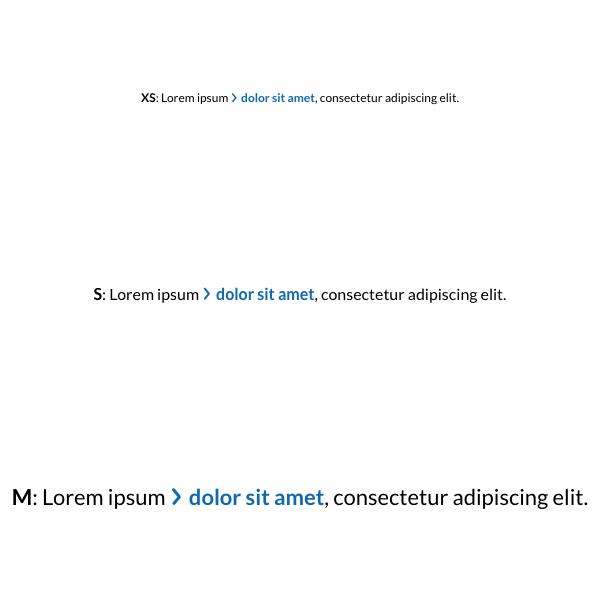 XS: Lorem ipsum › dolor sit amet, consectetur adipiscing elit.
S: Lorem ipsum › dolor sit amet, consectetur adipiscing elit.
M: Lorem ipsum › dolor sit amet, consectetur adipiscing elit.